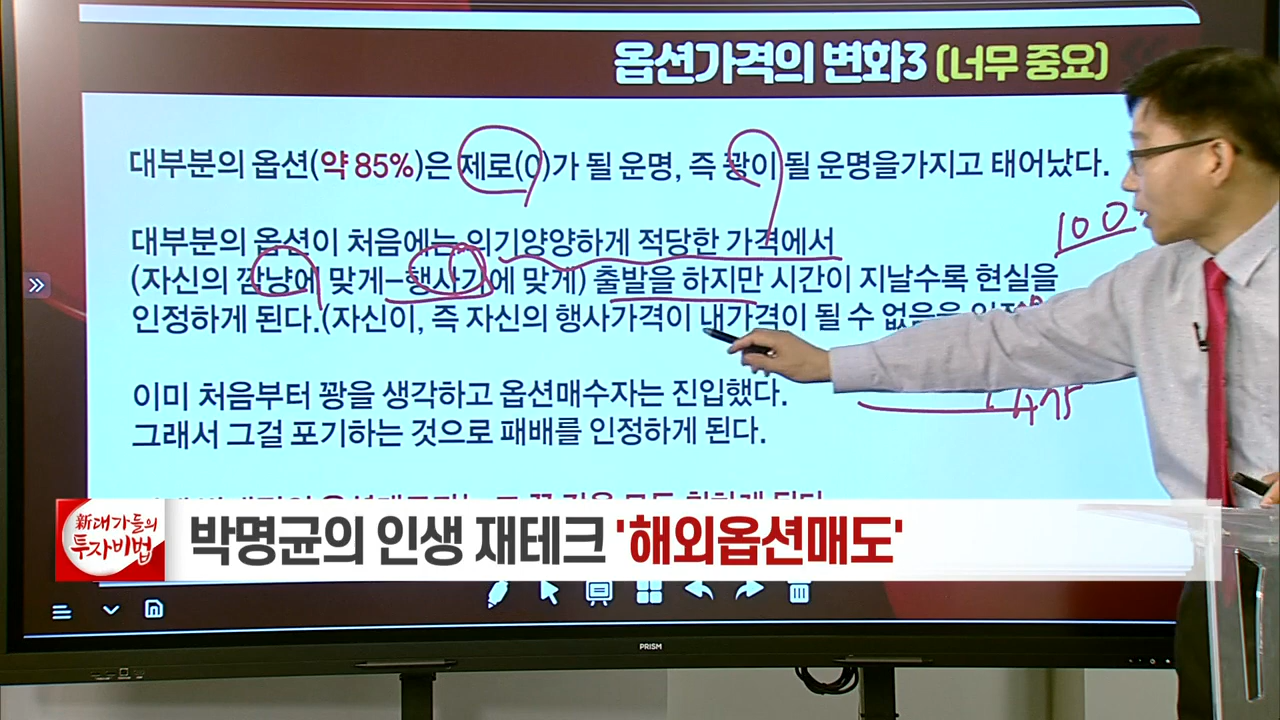 옵션가격의 변화3 (너무 중요)
대부분의 옵션(약 85%)은 제로(0)가 될 운명, 즉 꽝이 될 운명을가지고 태어났다.
대부분의 옵션이 처음에는 의기양양하게 적당한 가격에서
100
(자신의 깜냥에 맞게-행사가에 맞게) 출발을 하지만 시간이 지날수록 현실을
인정하게 된다.(자신이, 즉 자신의 행사가격이 내가격이 될 수 없음을
이미 처음부터 꽝을 생각하고 옵션매수자는 진입했다.
그래서 그걸 포기하는 것으로 패배를 인정하게 된다.
新대가들의
투자비법
박명균의 인생 재테크 '해외옵션매도'
PRISM